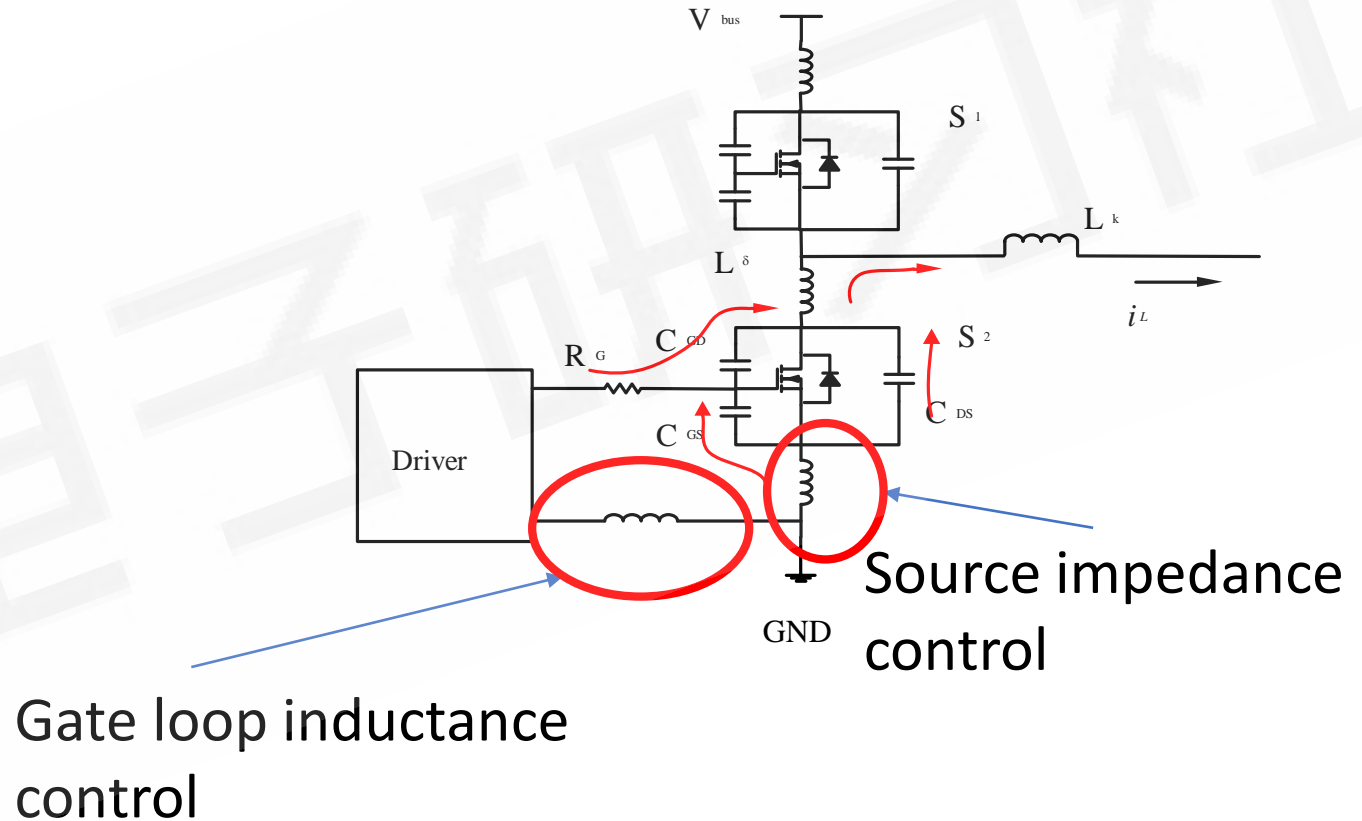 V bus
S 1
L k
L δ
i L
S 2
R G
C GD
C DS
C GS
Driver
GND
Source impedance
control
Gate loop inductance
control